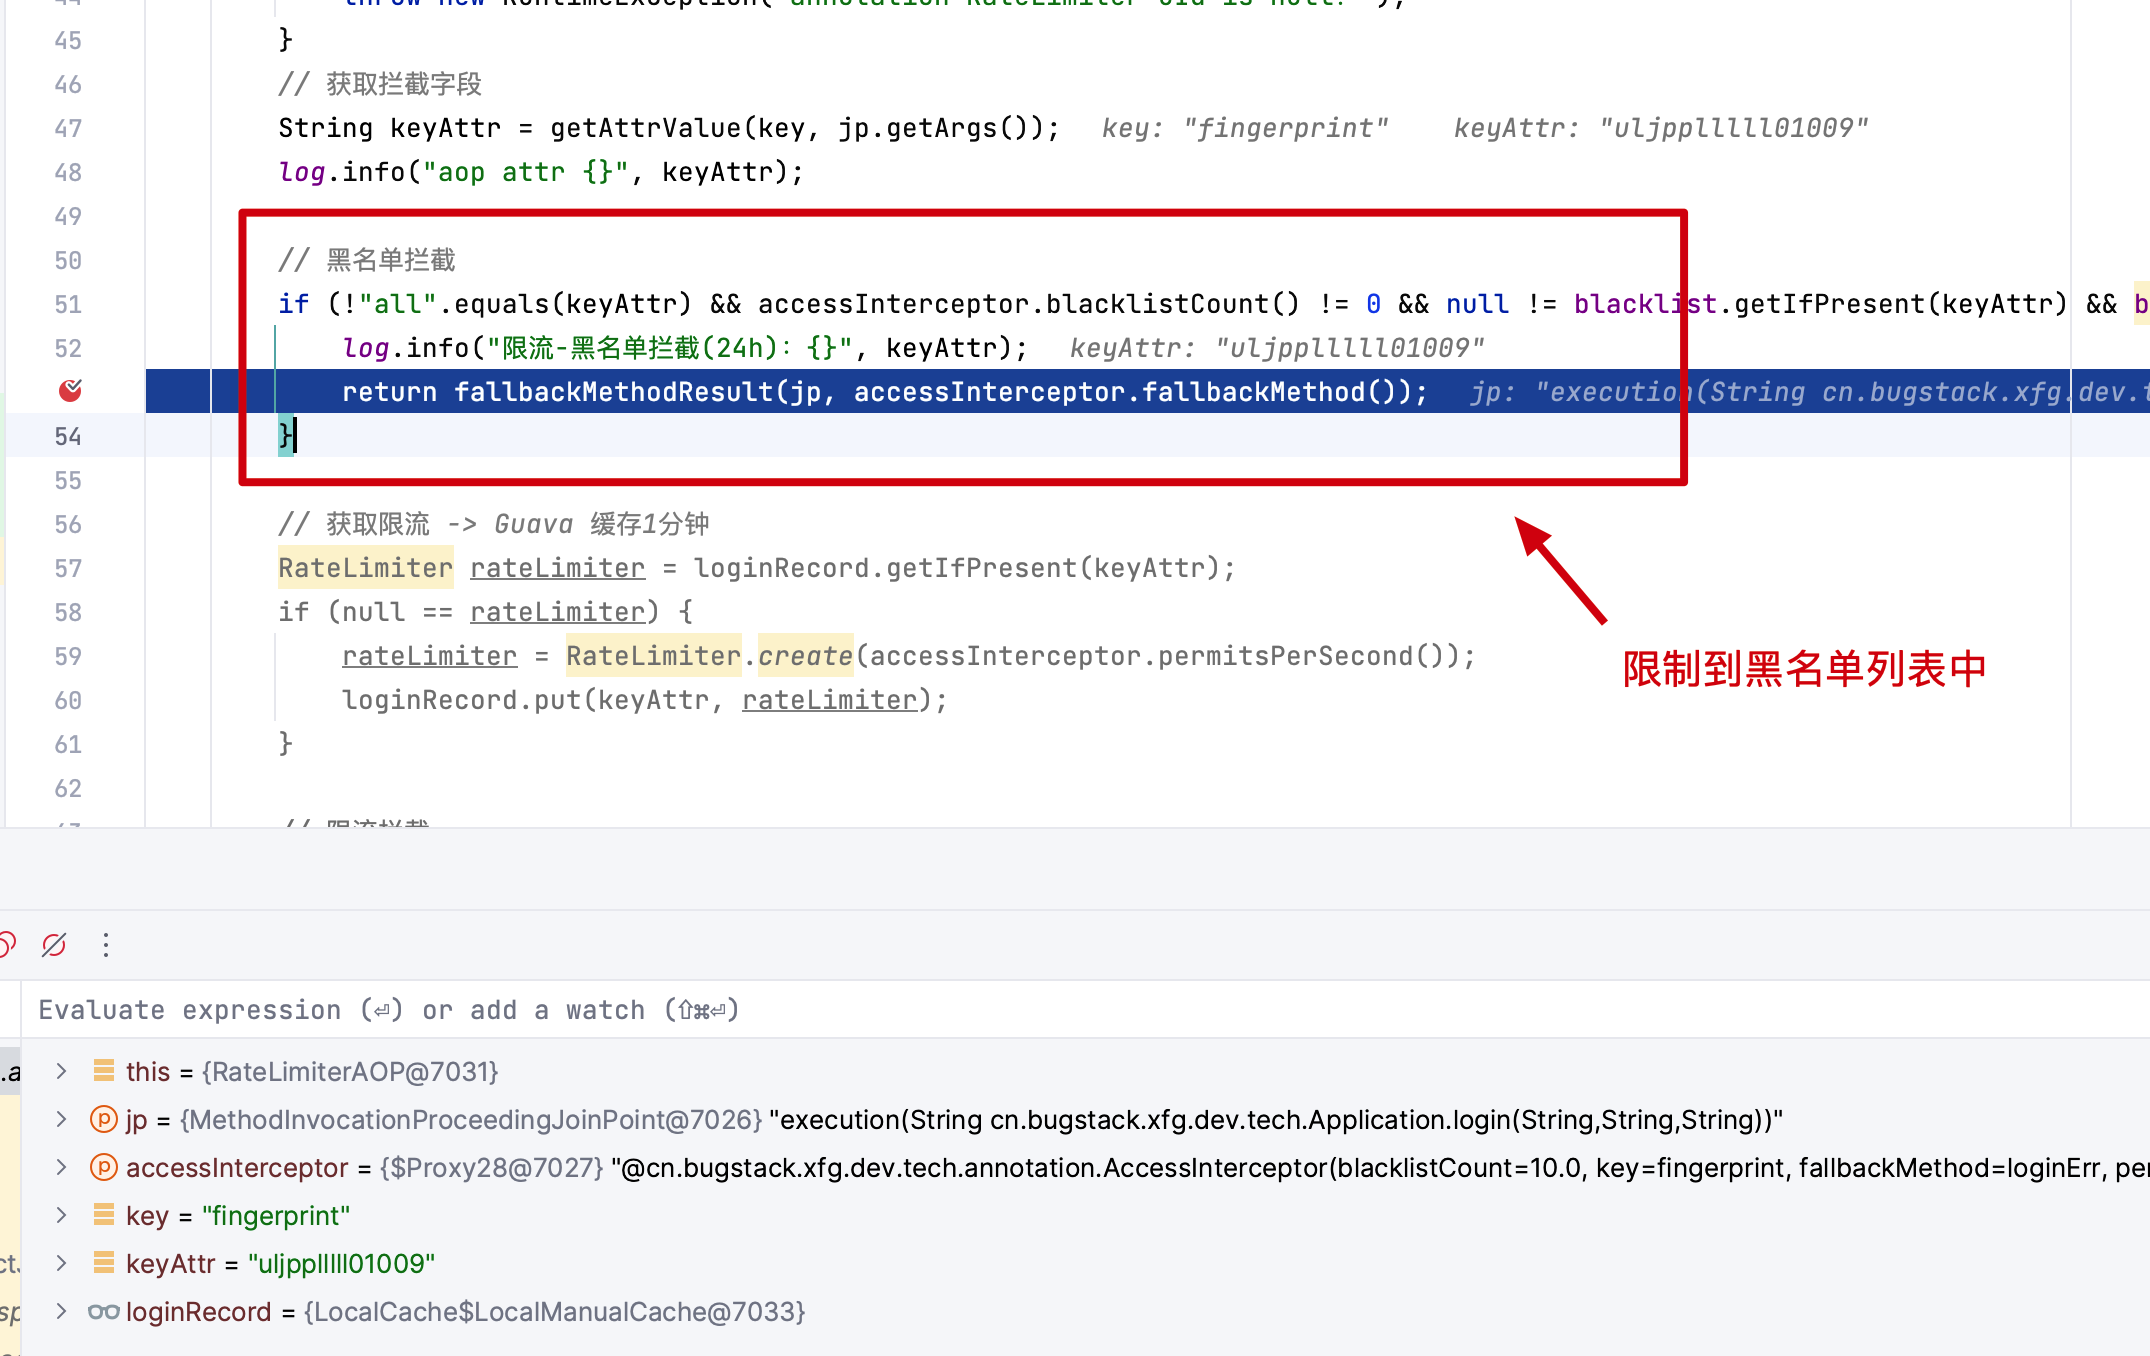 45 }
46 // 获取拦截字段
47 String keyAttr = getAttrValue(key, jp.getArgs()); key: "fingerprint" keyAttr: "uljpplllll01009"
48 log.info("aop attr {}", keyAttr);
49
50 // 黑名单拦截
51 if (!"all".equals(keyAttr) && accessInterceptor.blacklistCount() != 0 && null != blacklist.getIfPresent(keyAttr) && b
52 log.info("限流-黑名单拦截(24h)：{}", keyAttr); keyAttr: "uljpplllll01009"
return fallbackMethodResult(jp, accessInterceptor.fallbackMethod()); jp: "execution(String cn.bugstack.xfg.dev.t
54 }
55
56 // 获取限流 -> Guava 缓存1分钟
57 RateLimiter rateLimiter = loginRecord.getIfPresent(keyAttr);
58 if (null == rateLimiter) {
59 rateLimiter = RateLimiter.create(accessInterceptor.permitsPerSecond());
60 loginRecord.put(keyAttr, rateLimiter);
限制到黑名单列表中
61 }
62
Evaluate expression (⏎) or add a watch (⇧⌘⏎)
.a
this = {RateLimiterAOP@7031}
jp = {MethodInvocationProceedingJoinPoint@7026} "execution(String cn.bugstack.xfg.dev.tech.Application.login(String,String,String))"
accessInterceptor = {$Proxy28@7027} "@cn.bugstack.xfg.dev.tech.annotation.AccessInterceptor(blacklistCount=10.0, key=fingerprint, fallbackMethod=loginErr, per
key = "fingerprint"
keyAttr = "uljpplllll01009"
loginRecord = {LocalCache$LocalManualCache@7033}